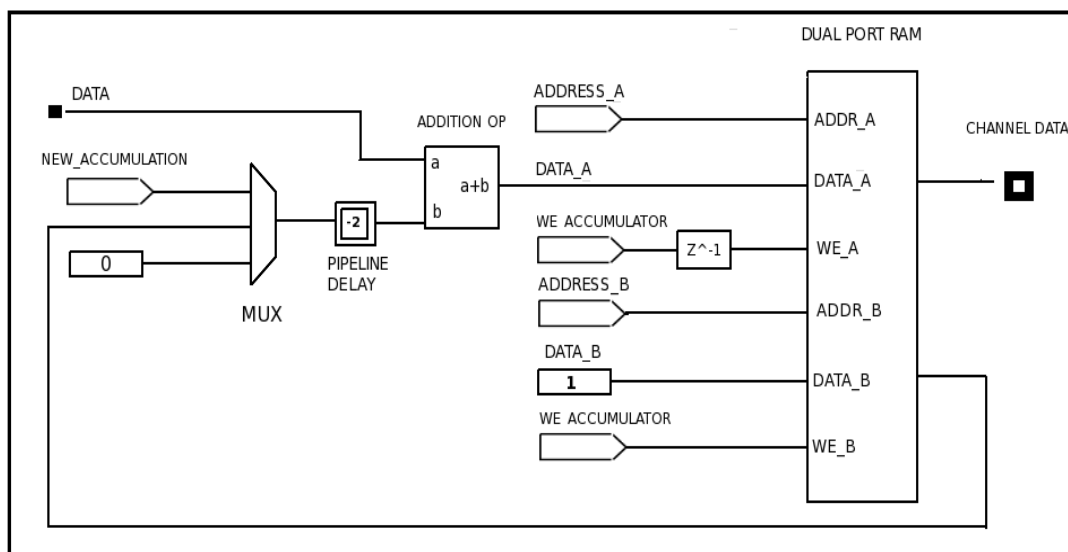 DUAL PORT RAM
DATA
ADDRESS_A
ADDITION OP
ADDR_A
CHANNEL DATA
NEW_ACCUMULATION
a
a+b
b
DATA_A
DATA_A
-2
WE ACCUMULATOR
Z^-1
WE_A
0
PIPELINE
DELAY
MUX
ADDRESS_B
ADDR_B
DATA_B
1
DATA_B
WE ACCUMULATOR
WE_B